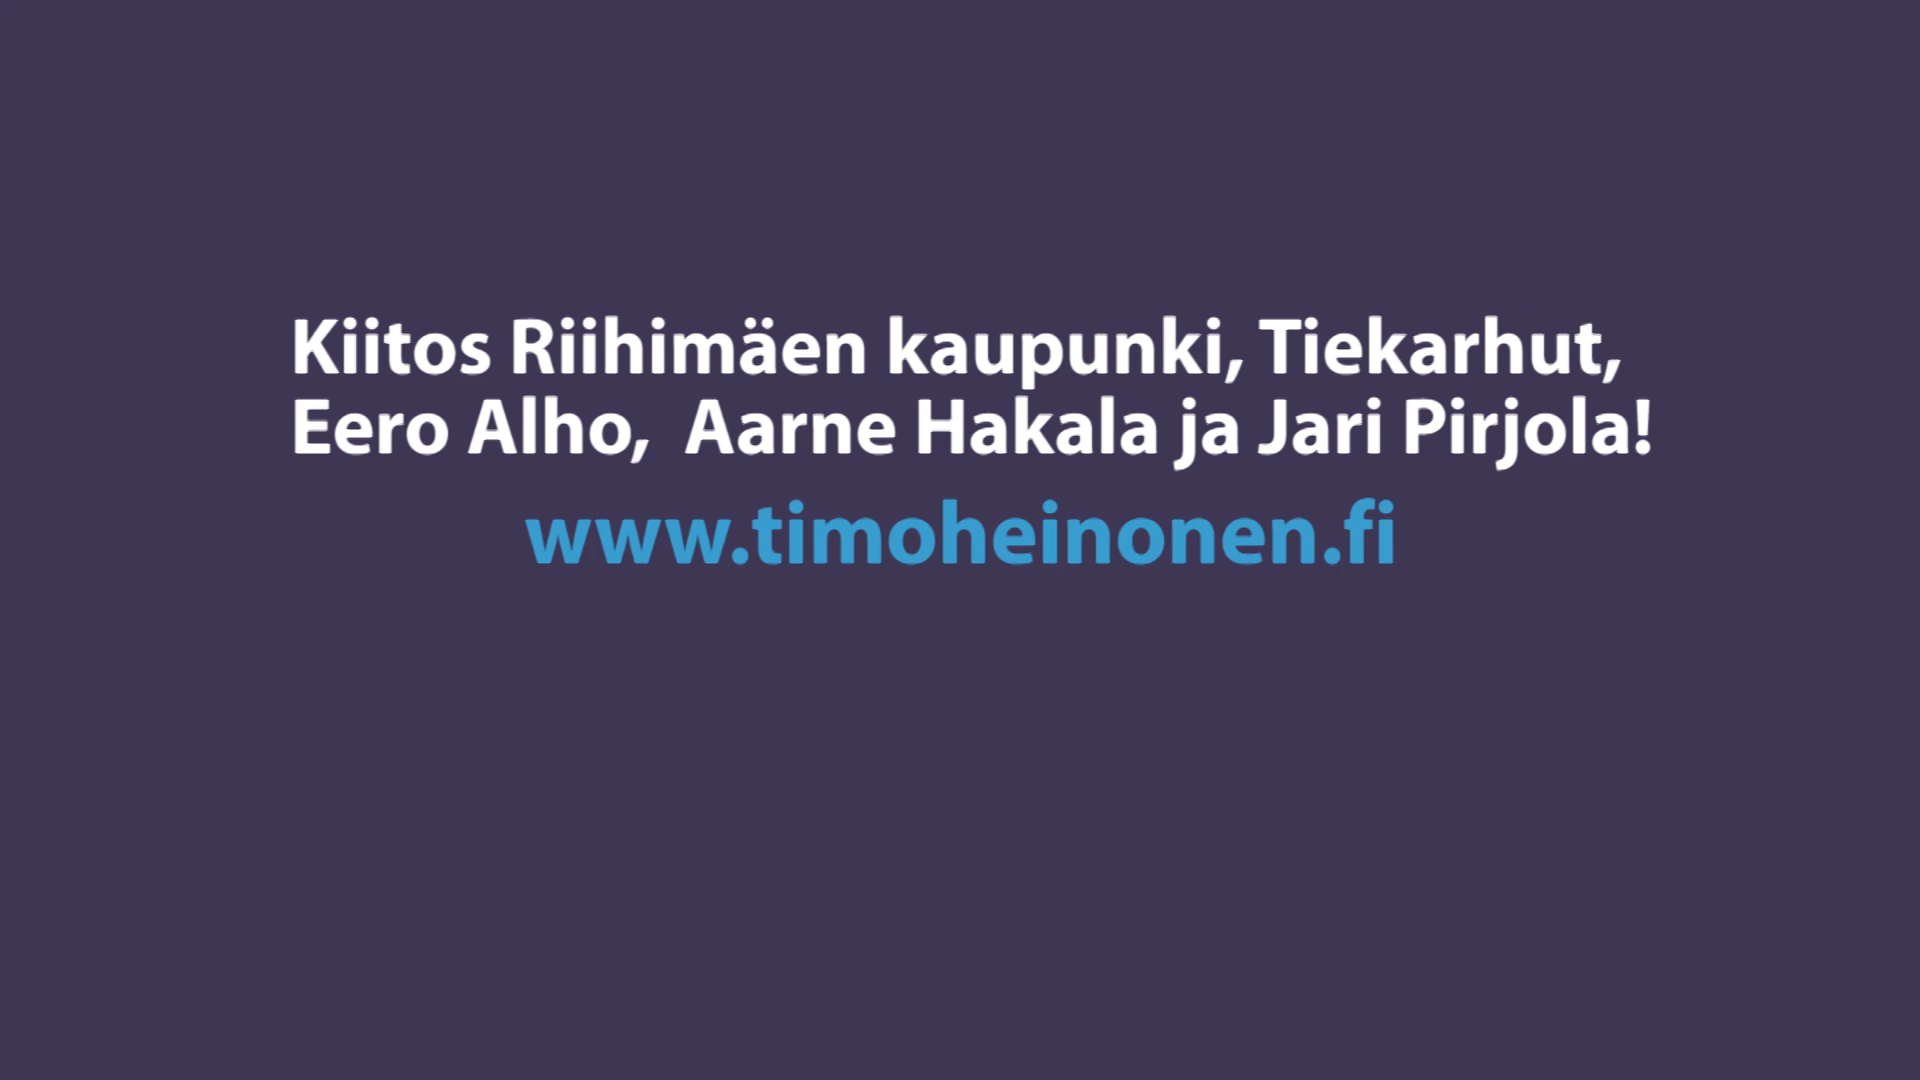 Kiitos Riihimäen kaupunki, Tiekarhut,
Eero Alho,  Aarne Hakala ja Jari Pirjola!
www.timoheinonen.fi